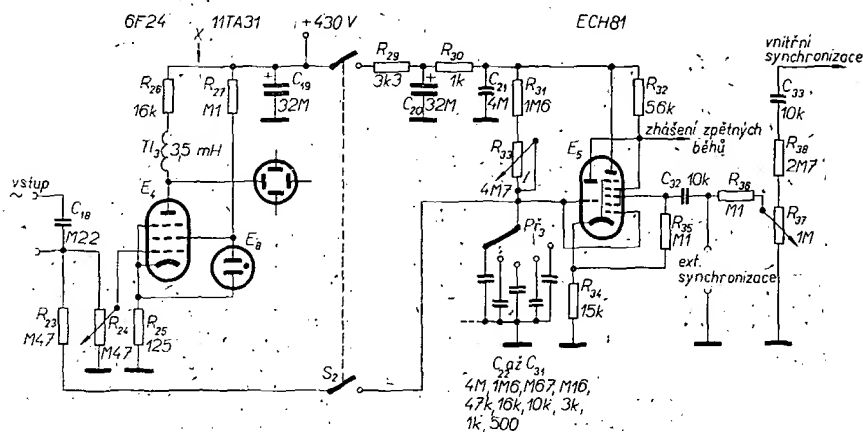 6F24 11TA31 +430 V ECH81
X
R26
16k
R27
M1
C19
32M
R29
3k3
R30
1k
C20
32M
C21
4M
R31
1M6
R32
56k
vnitřní
synchronizace
C33
10k
zhášení zpětných
běhů
Tl3 35 mH
R33
4M7
E5
R38
2M7
E4
vstup
~
C18
M22
E8
C32 10k
R36
M1
R37
1M
Př3
R35
M1
ext.
synchronizace
R23
M47
R24
M47
R25
125
R34
15k
S2
C22 až C31
4M, 1M6, M67, M16,
47k, 16k, 10k, 3k,
1k, 500